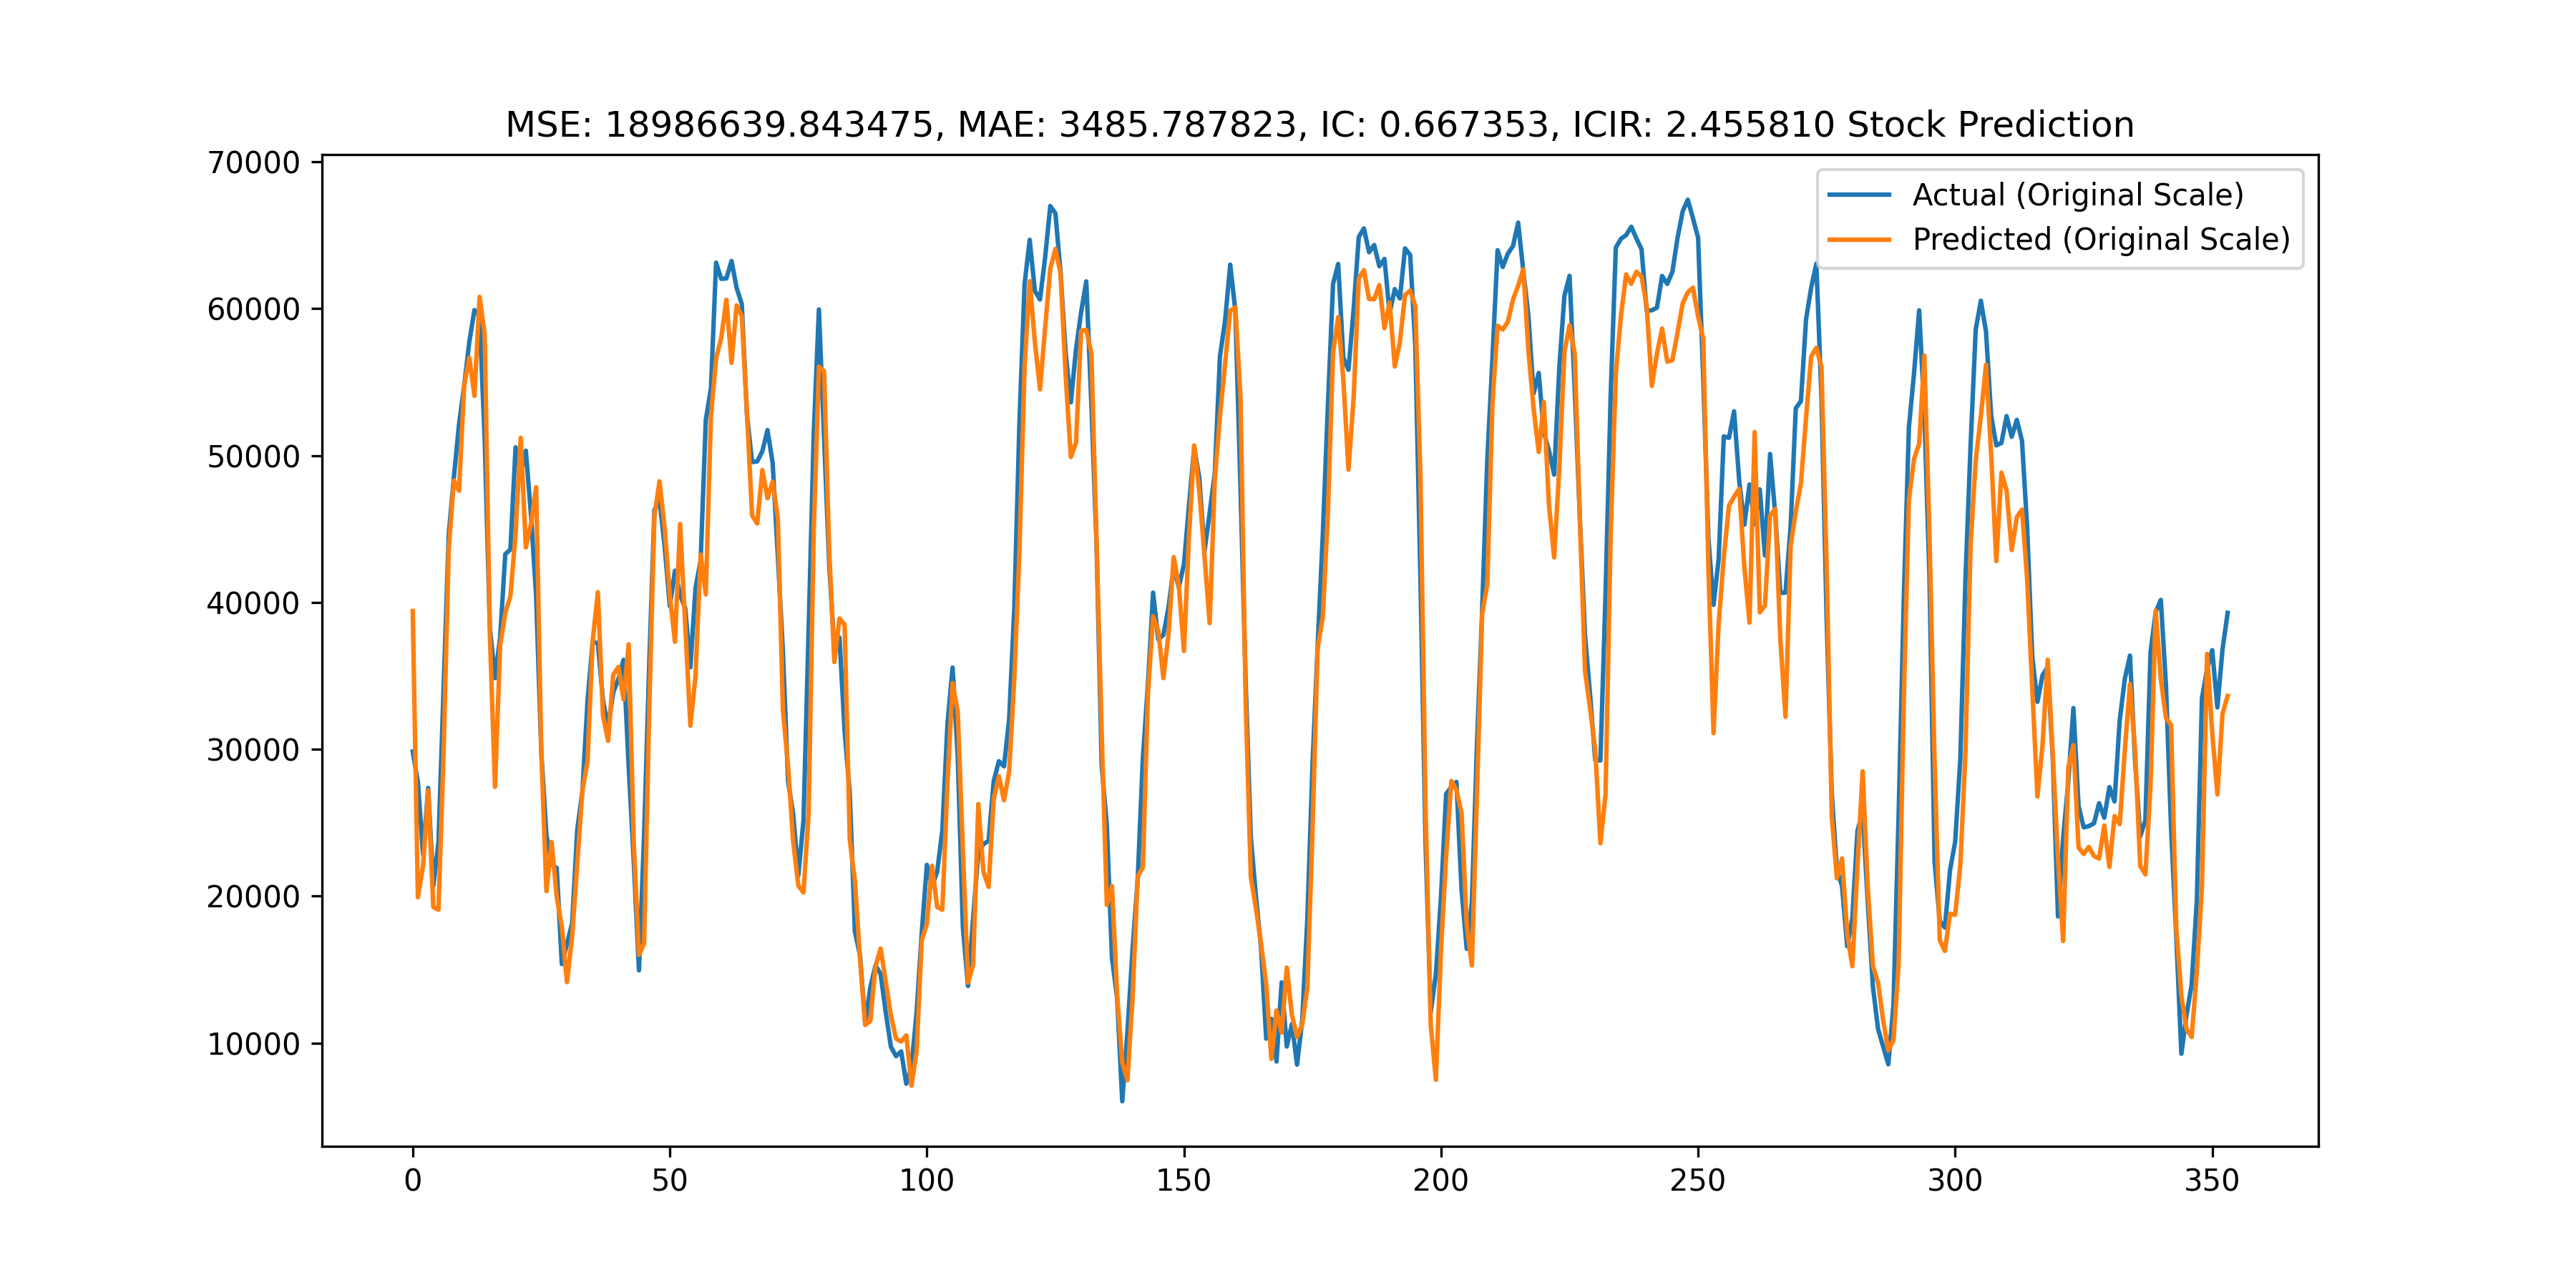 MSE: 18986639.843475, MAE: 3485.787823, IC: 0.667353, ICIR: 2.455810 Stock Prediction
Actual (Original Scale)
Predicted (Original Scale)
70000
60000
50000
40000
30000
20000
10000
0 50 100 150 200 250 300 350